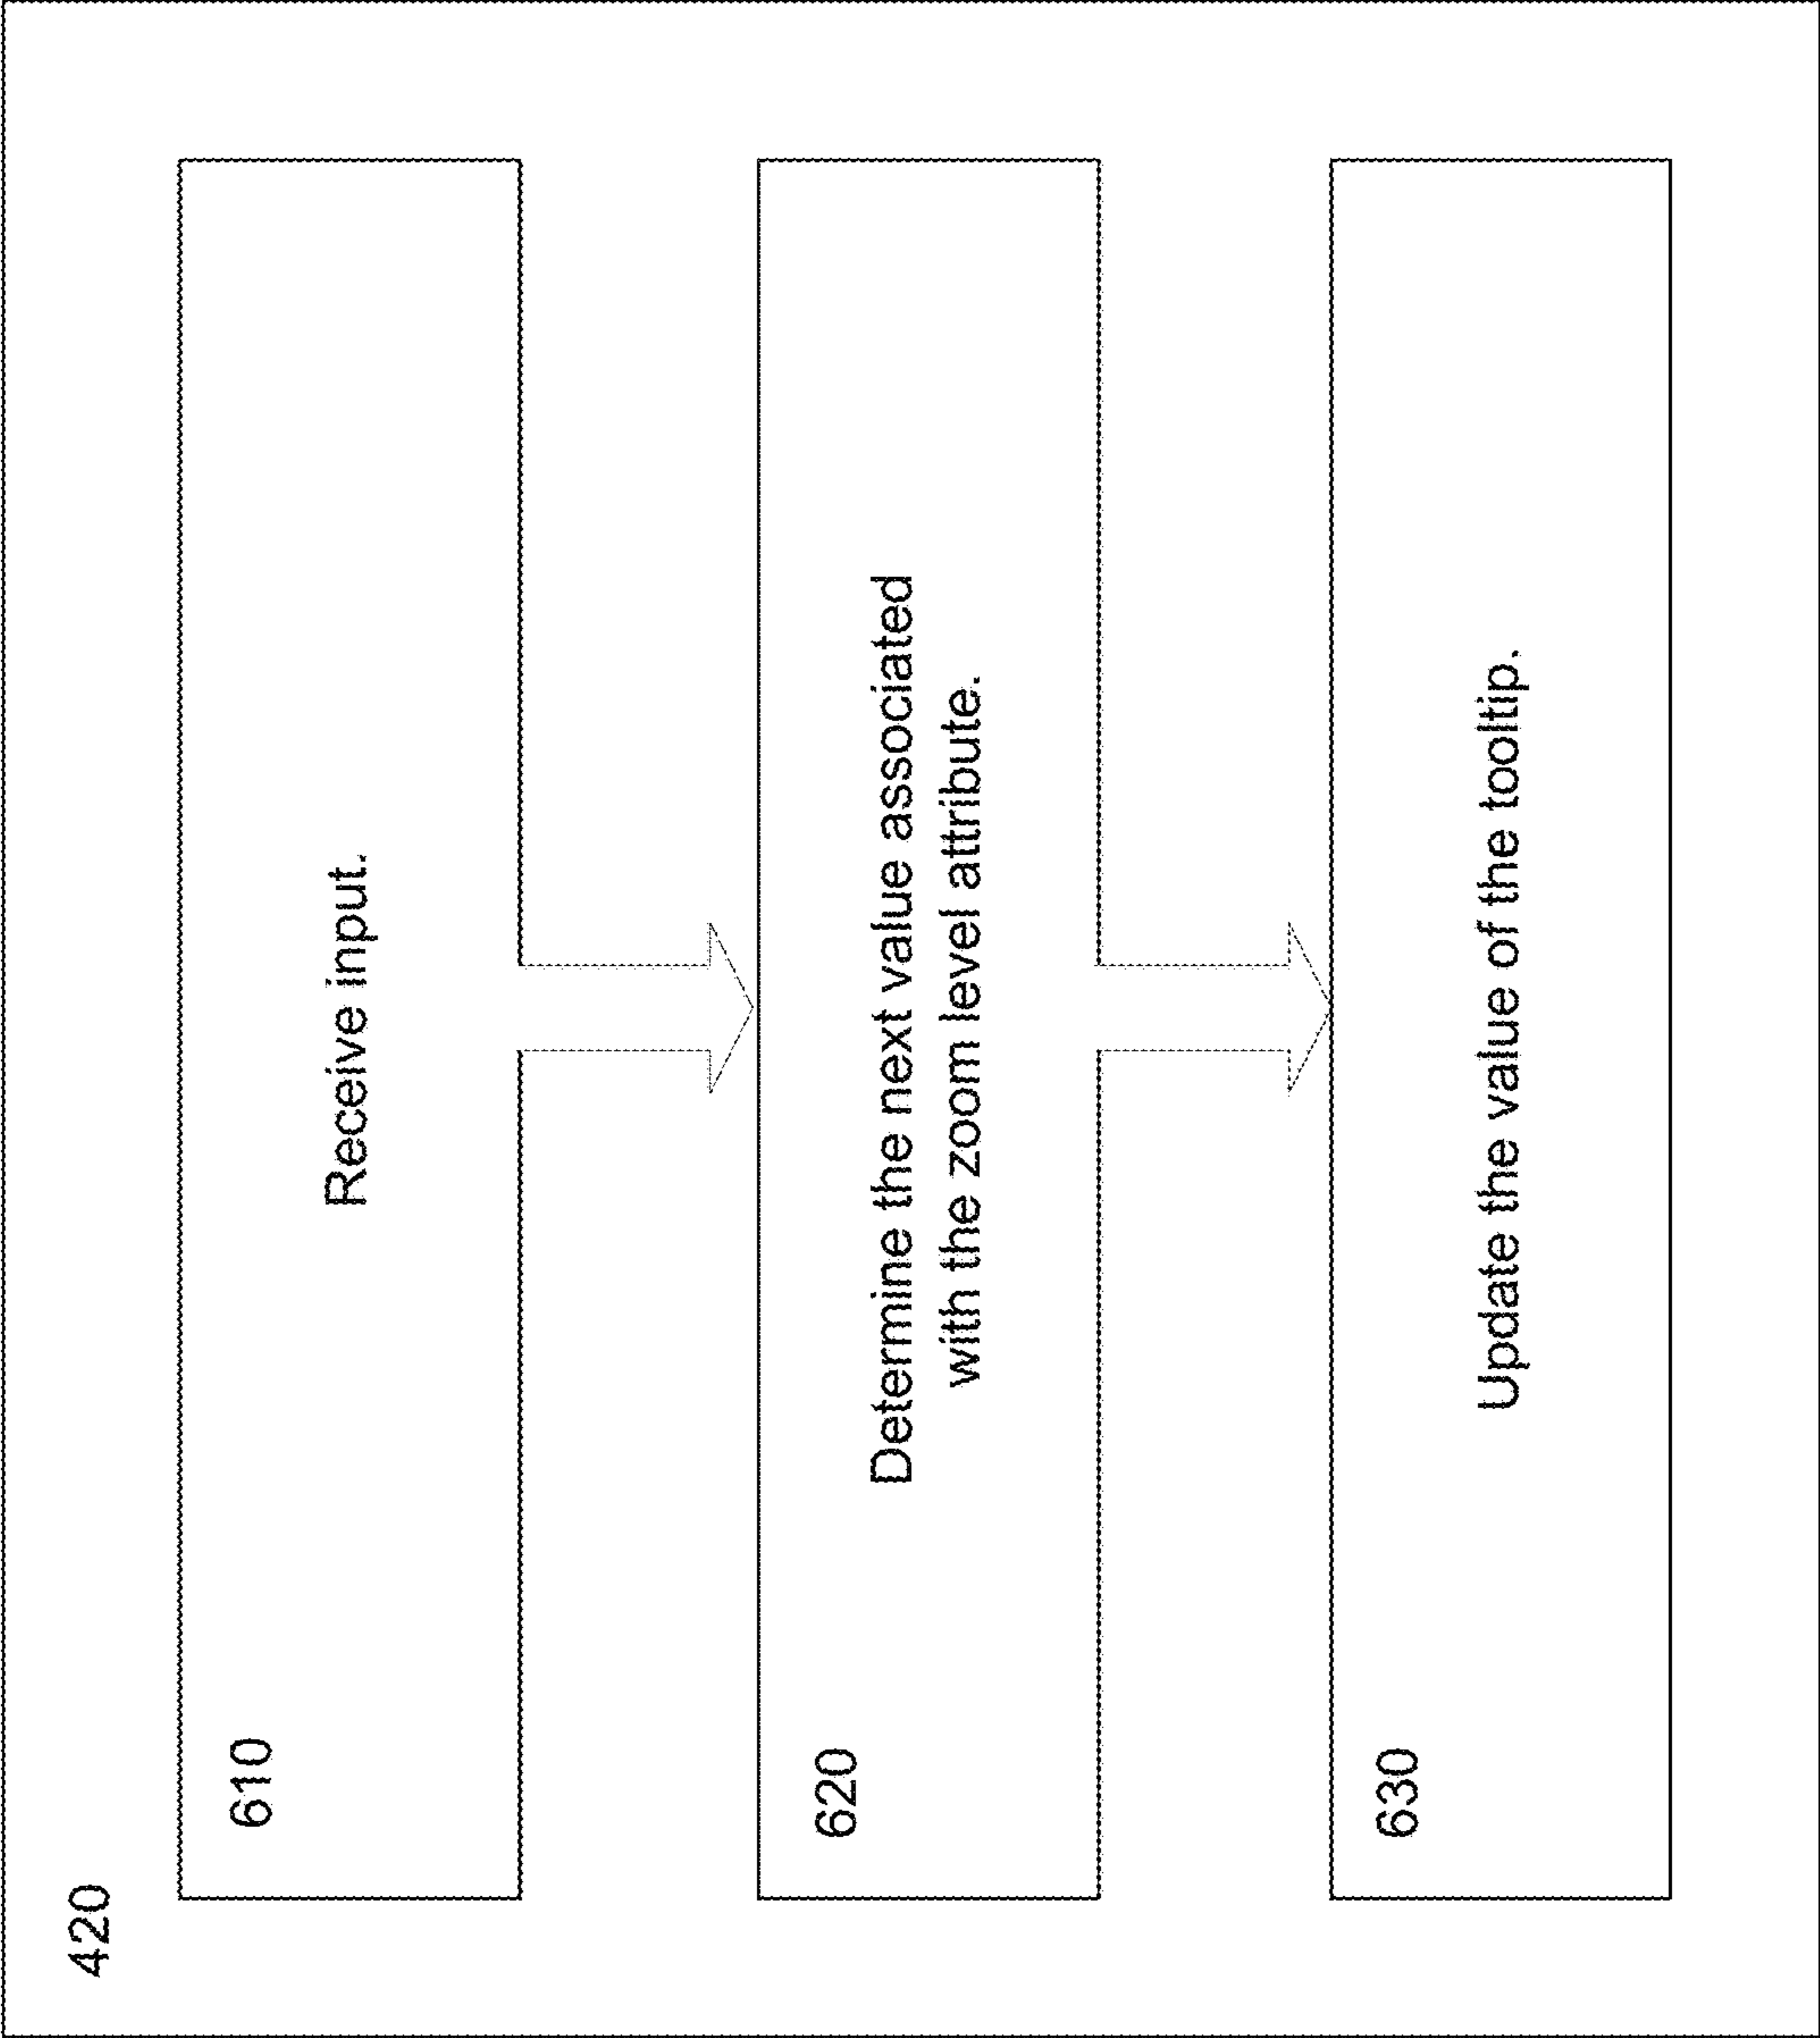 420
610
Receive input.
620
Determine the next value associated
with the zoom level attribute.
630
Update the value of the tooltip.